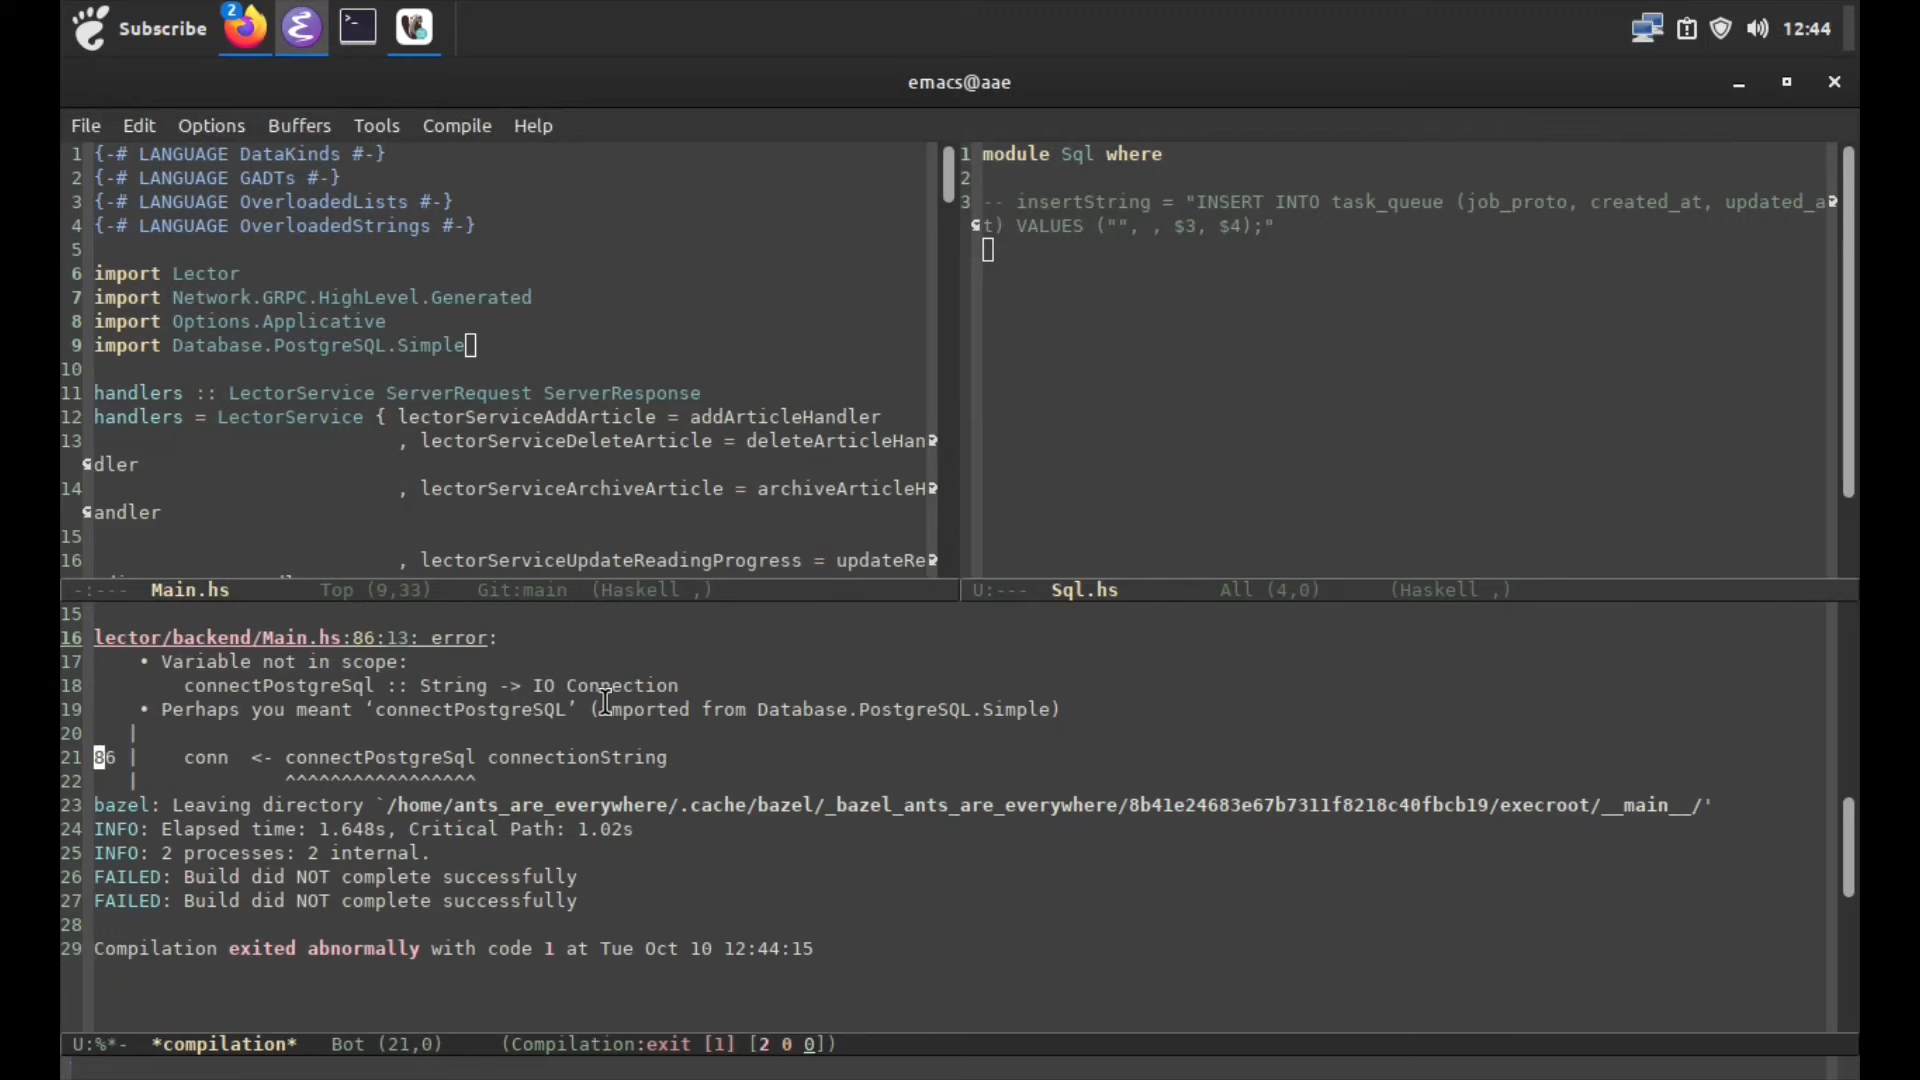 2
Subscribe
12:44
emacs@aae
File Edit Options Buffers Tools Compile Help
1 {-# LANGUAGE DataKinds #-}
2 {-# LANGUAGE GADTs #-}
3 {-# LANGUAGE OverloadedLists #-}
4 {-# LANGUAGE OverloadedStrings #-}
5
6 import Lector
7 import Network.GRPC.HighLevel.Generated
8 import Options.Applicative
9 import Database.PostgreSQL.Simple
10
11 handlers :: LectorService ServerRequest ServerResponse
12 handlers = LectorService { lectorServiceAddArticle = addArticleHandler
13 , lectorServiceDeleteArticle = deleteArticleHan
dler
14 , lectorServiceArchiveArticle = archiveArticleH
andler
15
16 , lectorServiceUpdateReadingProgress = updateRe
-:--- Main.hs Top (9,33) Git:main (Haskell ,)
1 module Sql where
2
3 -- insertString = "INSERT INTO task_queue (job_proto, created_at, updated_a
t) VALUES ("", , $3, $4);"
U:--- Sql.hs All (4,0) (Haskell ,)
15
16 lector/backend/Main.hs:86:13: error:
17 • Variable not in scope:
18 connectPostgreSql :: String -> IO Connection
19 • Perhaps you meant ‘connectPostgreSQL’ (imported from Database.PostgreSQL.Simple)
20 |
21 86 | conn <- connectPostgreSql connectionString
22 | ^^^^^^^^^^^^^^^^^
23 bazel: Leaving directory `/home/ants_are_everywhere/.cache/bazel/_bazel_ants_are_everywhere/8b41e24683e67b7311f8218c40fbcb19/execroot/__main__/'
24 INFO: Elapsed time: 1.648s, Critical Path: 1.02s
25 INFO: 2 processes: 2 internal.
26 FAILED: Build did NOT complete successfully
27 FAILED: Build did NOT complete successfully
28
29 Compilation exited abnormally with code 1 at Tue Oct 10 12:44:15
U:%*- *compilation* Bot (21,0) (Compilation:exit [1] [2 0 0])